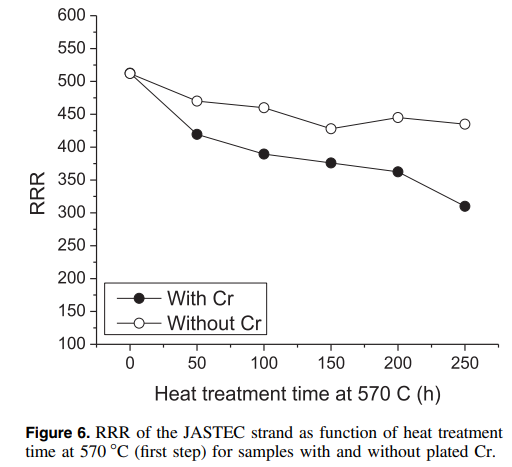 600
550
500
450
400
350
300
250
200
150
100
RRR
With Cr
Without Cr
0 50 100 150 200 250
Heat treatment time at 570 C (h)
Figure 6. RRR of the JASTEC strand as function of heat treatment
time at 570 °C (first step) for samples with and without plated Cr.